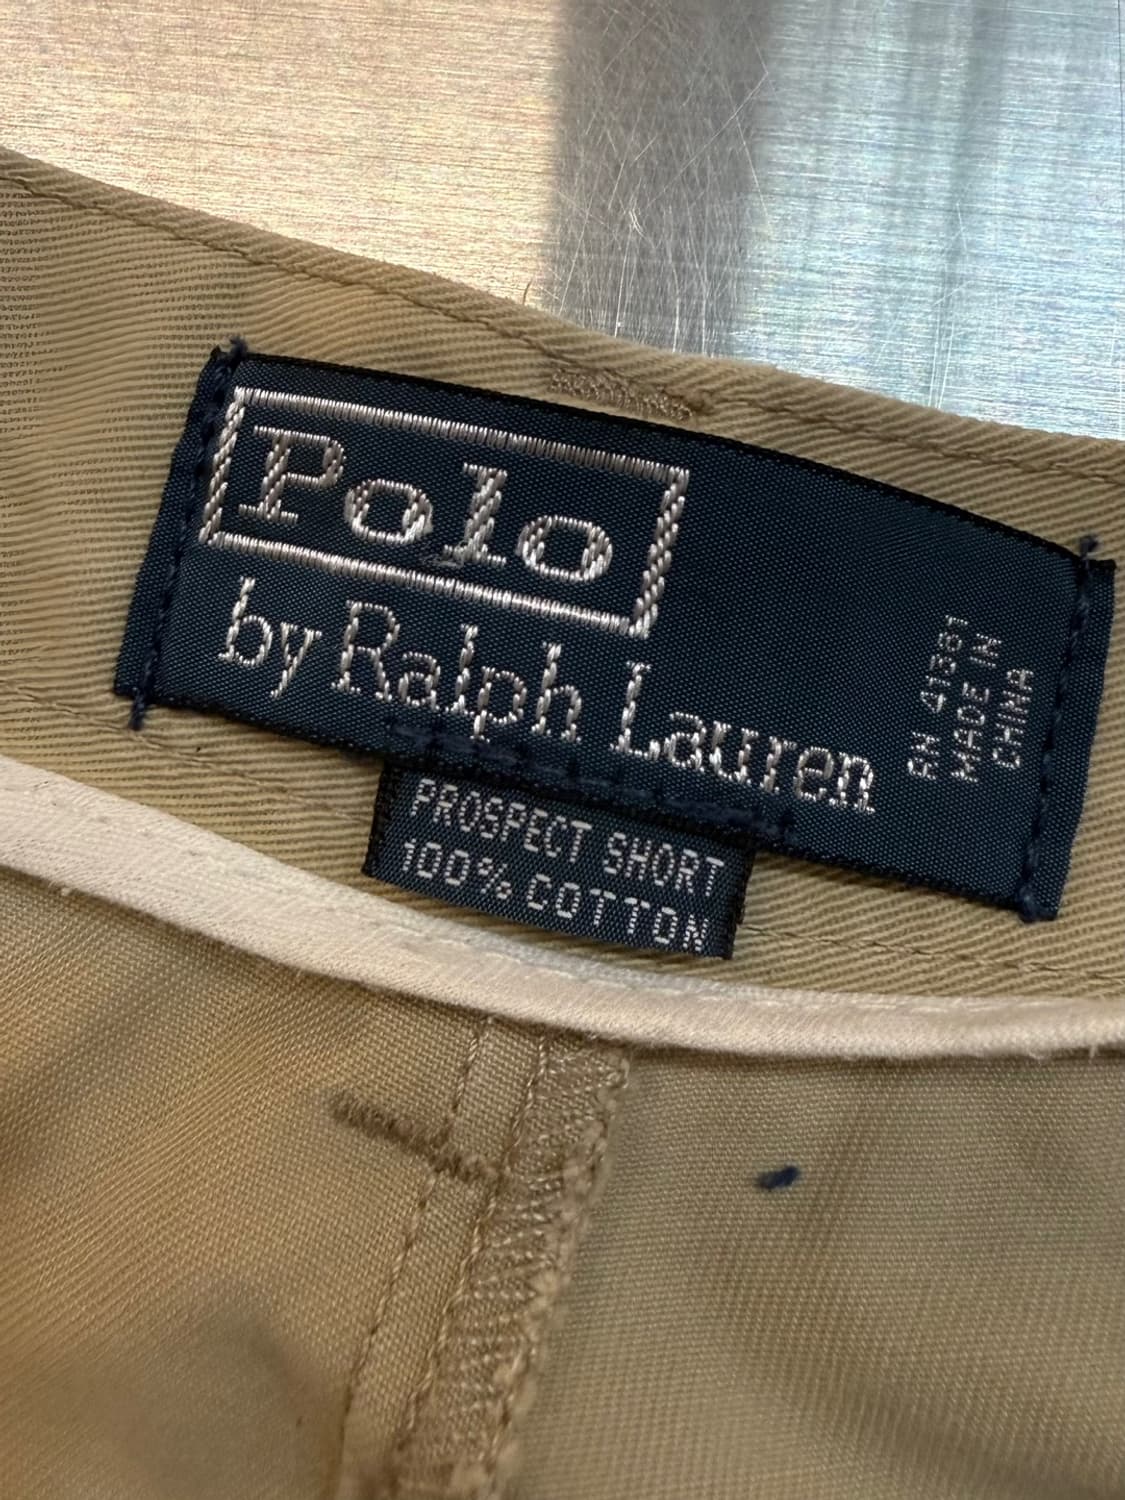 Polo
by Ralph Lauren
RN 41381
MADE IN
CHINA
PROSPECT SHORT
100% COTTON